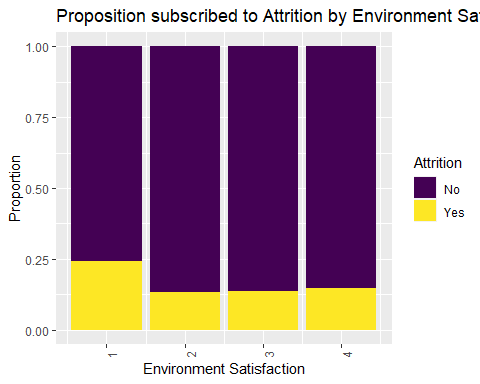 Proposition subscribed to Attrition by Environment Sat
1.00
0.75
0.50
0.25
0.00
Proportion
1
2
3
4
Environment Satisfaction
Attrition
No
Yes